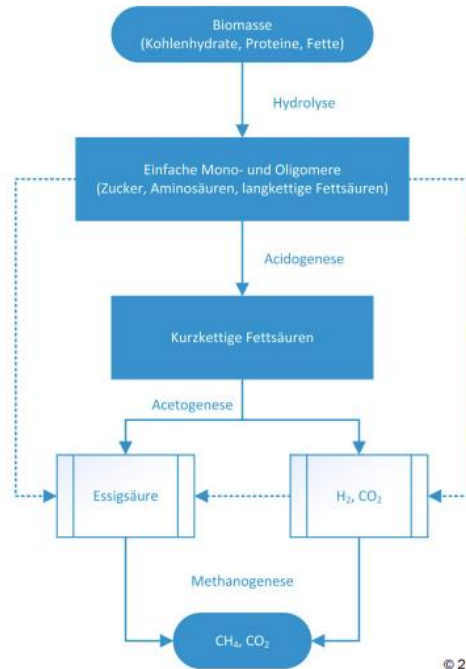 Biomasse
(Kohlenhydrate, Proteine, Fette)
Hydrolyse
Einfache Mono- und Oligomere
(Zucker, Aminosäuren, langkettige Fettsäuren)
Acidogenese
Kurzkettige Fettsäuren
Acetogenese
Essigsäure
H₂, CO₂
Methanogenese
CH₄, CO₂
© 2